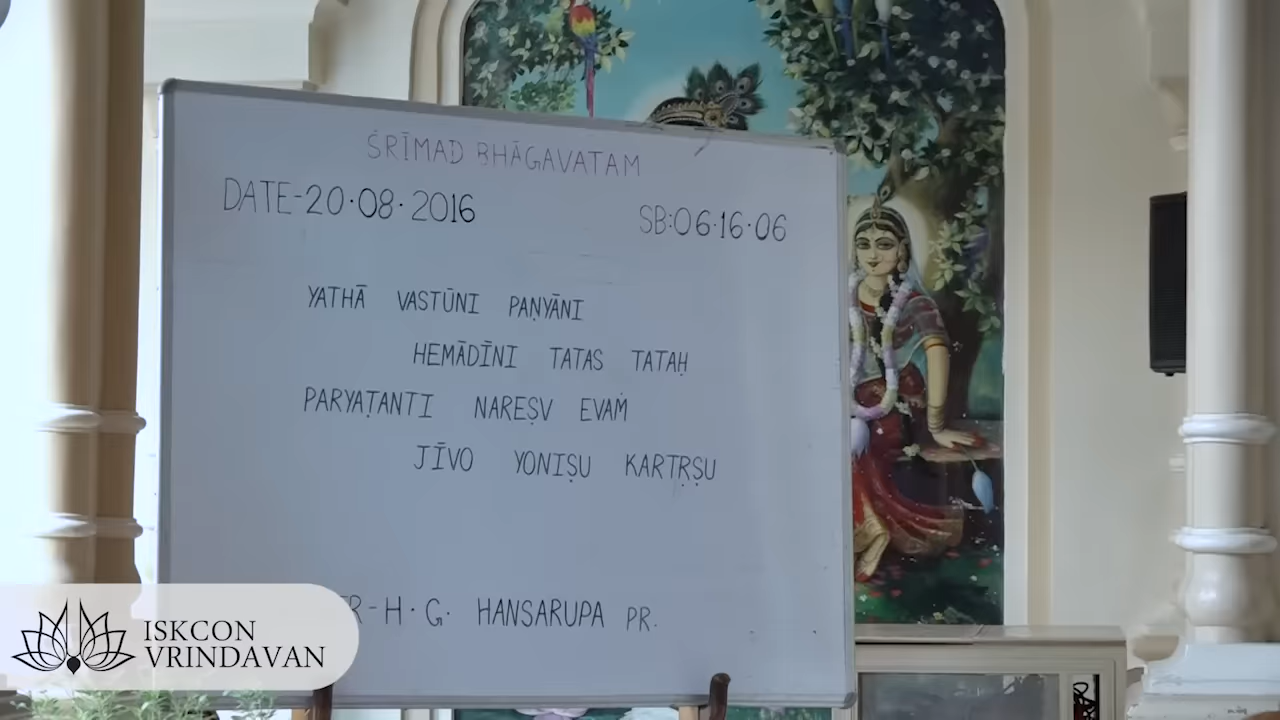 ŚRĪMAD BHĀGAVATAM
DATE-20·08·2016
SB:06·16·06
YATHĀ VASTŪNI PAṆYĀNI
HEMĀDĪNI TATAS TATAḤ
PARYAṬANTI NAREṢV EVAṀ
JĪVO YONIṢU KARTṚṢU
R-H·G· HANSARUPA PR.
ISKCON
VRINDAVAN